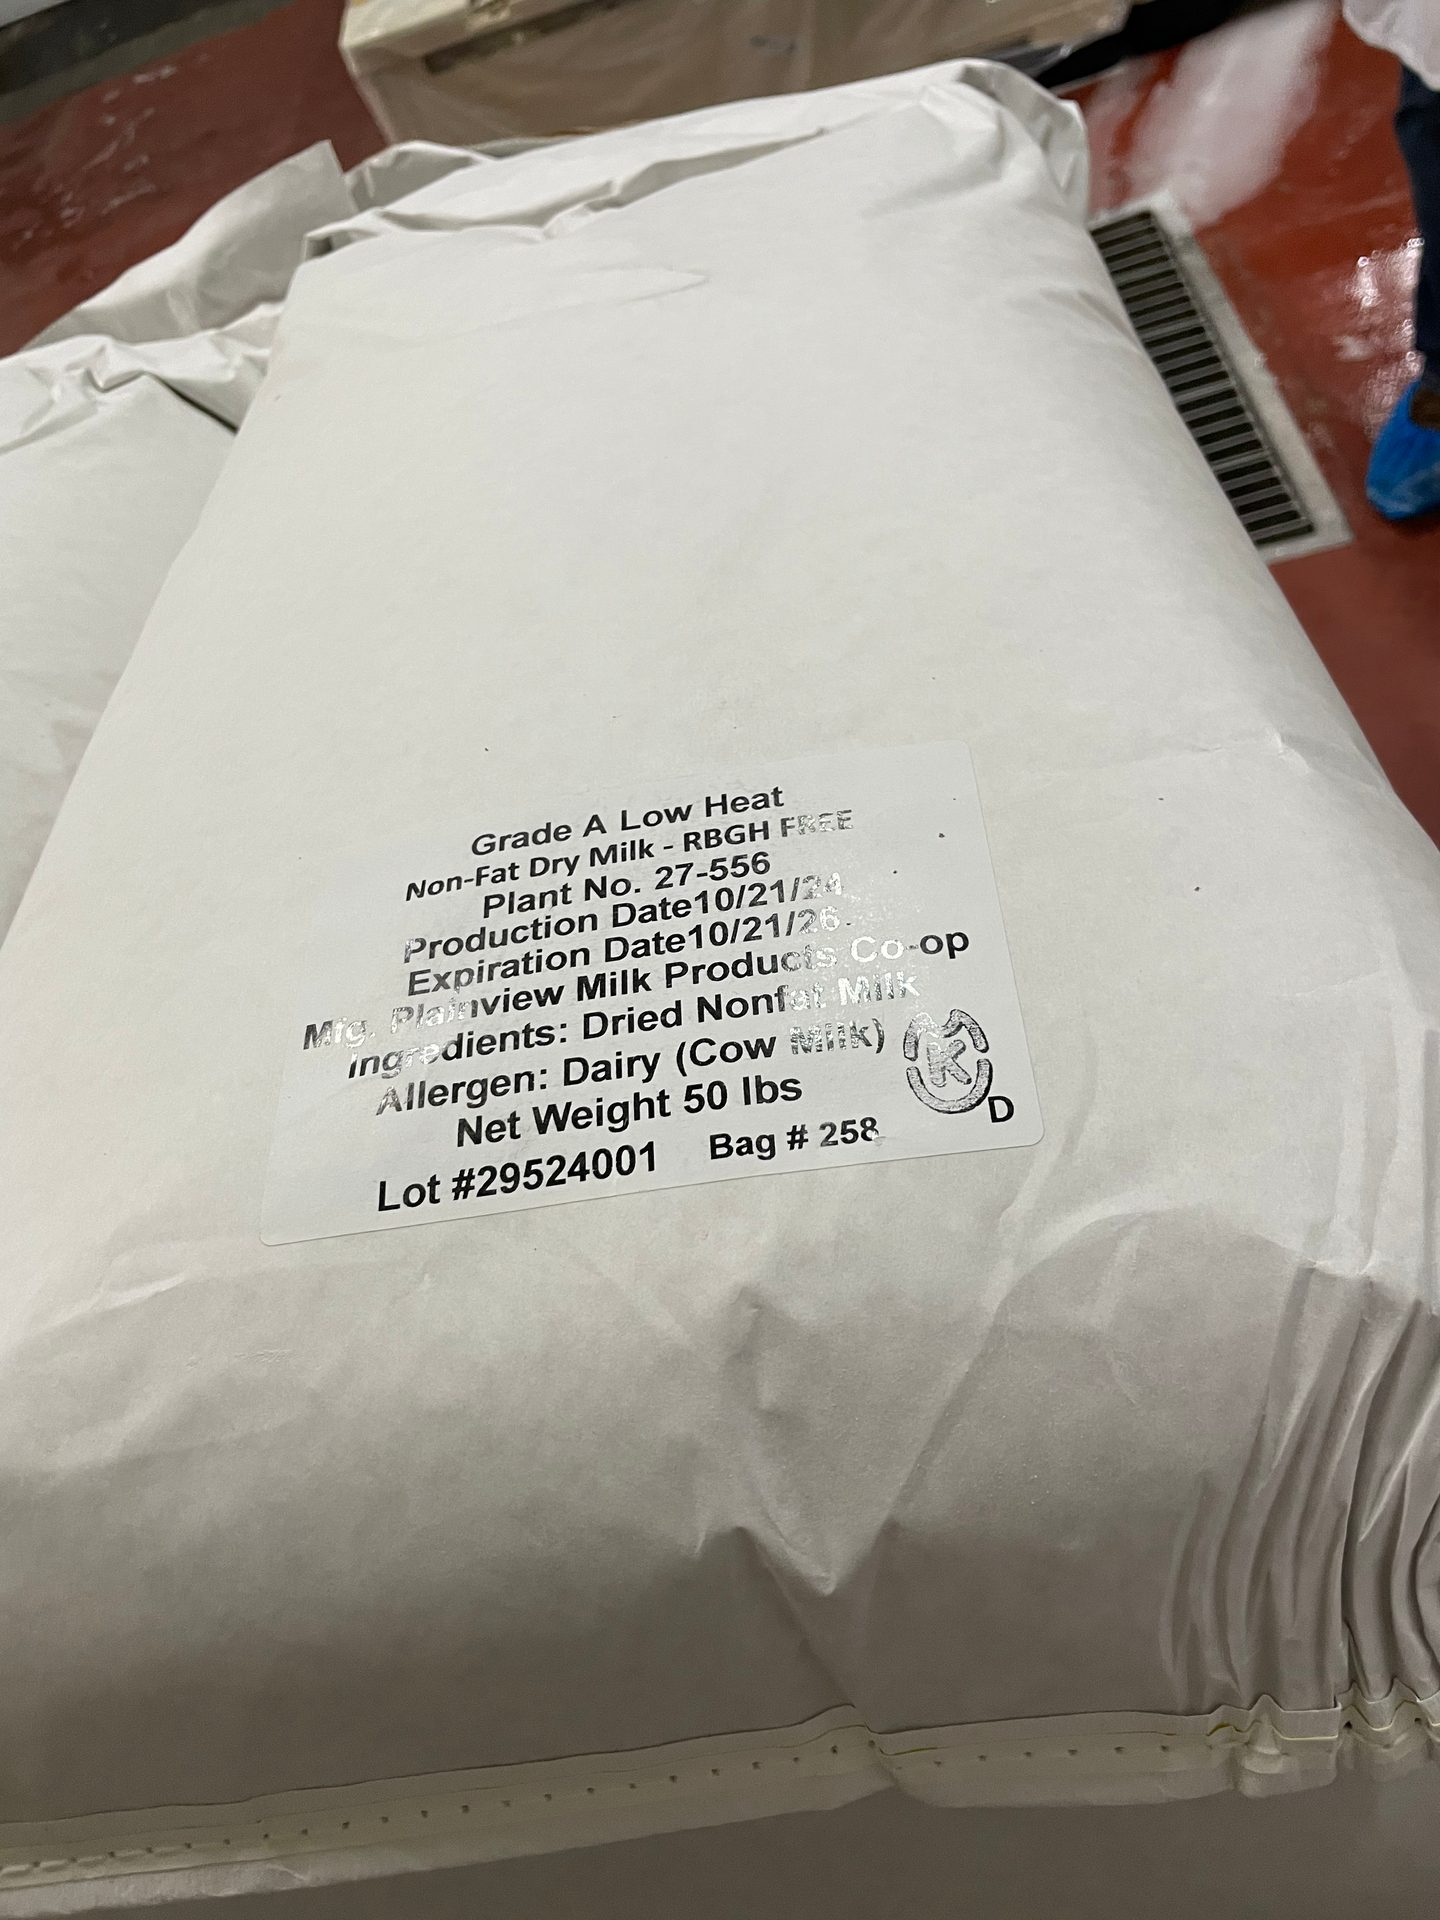 Grade A Low Heat
Non-Fat Dry Milk - RBGH FREE
Plant No. 27-556
Production Date10/21/24
Expiration Date10/21/26
Mfg. Plainview Milk Products Co-op
Ingredients: Dried Nonfat Milk
Allergen: Dairy (Cow Milk)
Net Weight 50 lbs
K D
Lot #29524001 Bag # 258